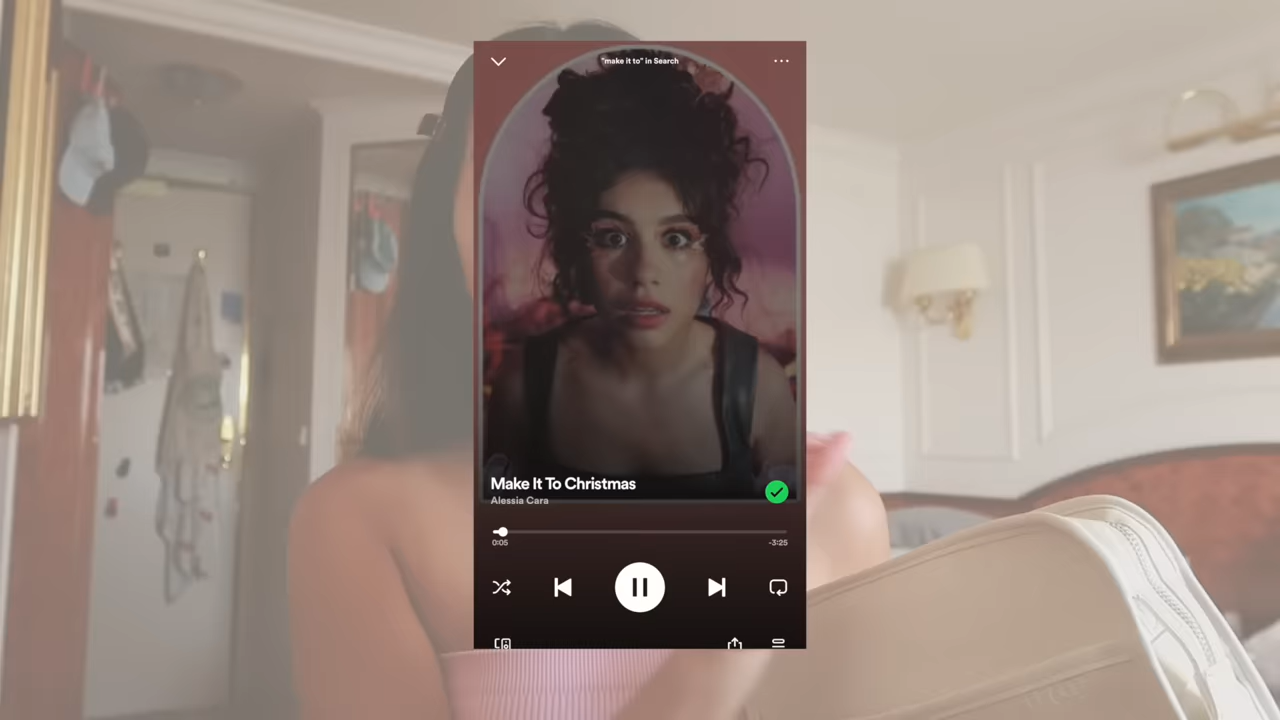 "make it to" in Search
Make It To Christmas
Alessia Cara
0:05
-3:25